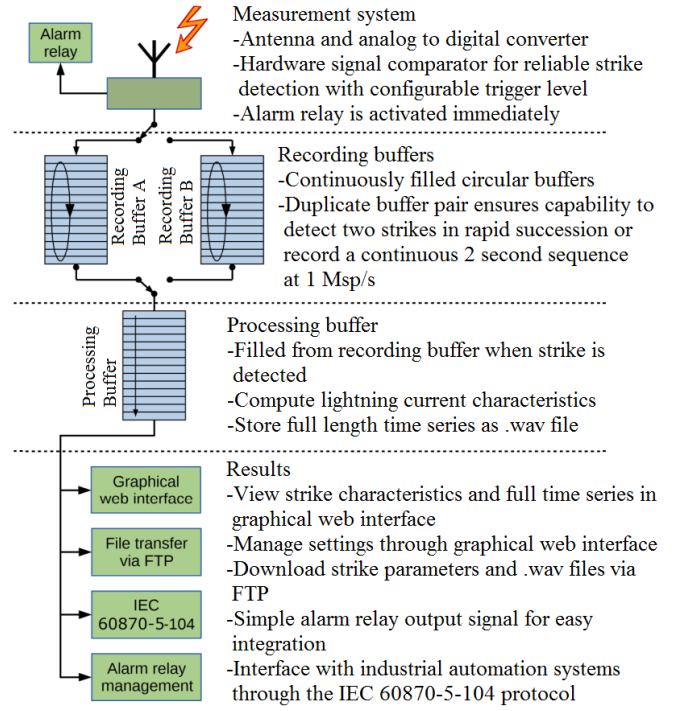 Alarm
relay
Measurement system
-Antenna and analog to digital converter
-Hardware signal comparator for reliable strike
detection with configurable trigger level
-Alarm relay is activated immediately
Recording
Buffer A
Recording
Buffer B
Recording buffers
-Continuously filled circular buffers
-Duplicate buffer pair ensures capability to
detect two strikes in rapid succession or
record a continuous 2 second sequence
at 1 Msp/s
Processing
Buffer
Processing buffer
-Filled from recording buffer when strike is
detected
-Compute lightning current characteristics
-Store full length time series as .wav file
Graphical
web interface
File transfer
via FTP
IEC
60870-5-104
Alarm relay
management
Results
-View strike characteristics and full time series in
graphical web interface
-Manage settings through graphical web interface
-Download strike parameters and .wav files via
FTP
-Simple alarm relay output signal for easy
integration
-Interface with industrial automation systems
through the IEC 60870-5-104 protocol